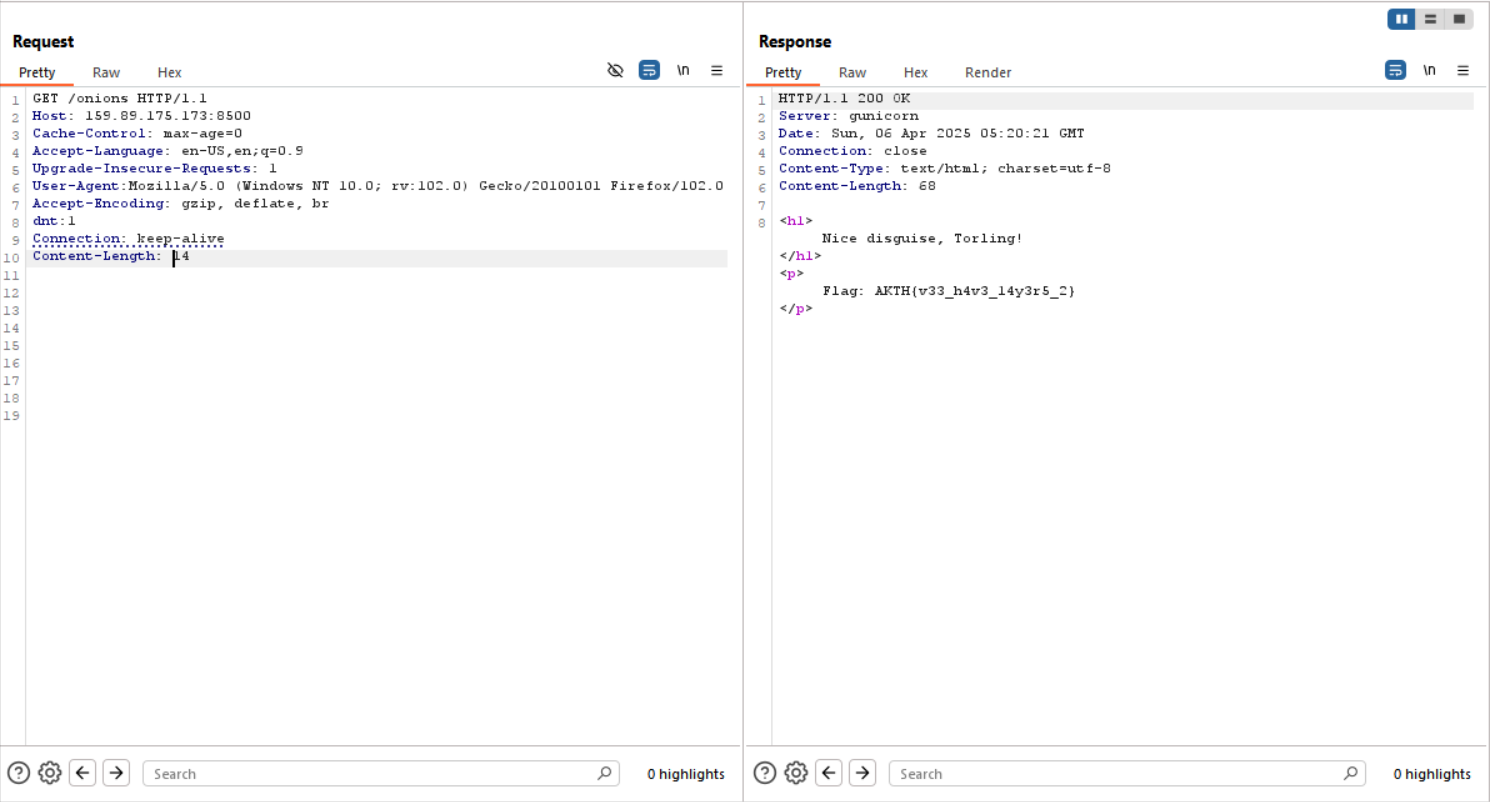 Request
Pretty Raw Hex \n
1 GET /onions HTTP/1.1
2 Host: 159.89.175.173:8500
3 Cache-Control: max-age=0
4 Accept-Language: en-US,en;q=0.9
5 Upgrade-Insecure-Requests: 1
6 User-Agent:Mozilla/5.0 (Windows NT 10.0; rv:102.0) Gecko/20100101 Firefox/102.0
7 Accept-Encoding: gzip, deflate, br
8 dnt:1
9 Connection: keep-alive
10 Content-Length: 14
11
12
13
14
15
16
17
18
19
Search 0 highlights
Response
Pretty Raw Hex Render \n
1 HTTP/1.1 200 OK
2 Server: gunicorn
3 Date: Sun, 06 Apr 2025 05:20:21 GMT
4 Connection: close
5 Content-Type: text/html; charset=utf-8
6 Content-Length: 68
7
8 <h1>
Nice disguise, Torling!
</h1>
<p>
Flag: AKTH{v33_h4v3_14y3r5_2}
</p>
Search 0 highlights